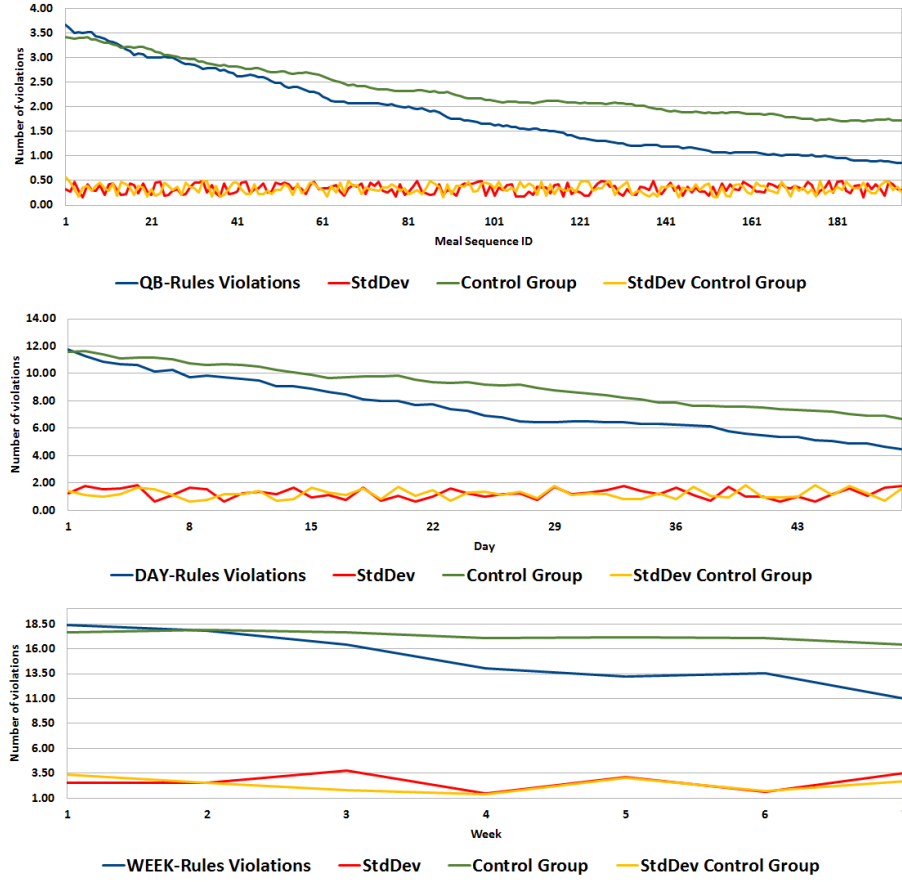 4.00
3.50
3.00
2.50
2.00
1.50
1.00
0.50
0.00
Number of violations
1 21 41 61 81 101 121 141 161 181
Meal Sequence ID
QB-Rules Violations StdDev Control Group StdDev Control Group
14.00
12.00
10.00
8.00
6.00
4.00
2.00
0.00
Number of violations
1 8 15 22 29 36 43
Day
DAY-Rules Violations StdDev Control Group StdDev Control Group
18.50
16.00
13.50
11.00
8.50
6.00
3.50
1.00
Number of violations
1 2 3 4 5 6
Week
WEEK-Rules Violations StdDev Control Group StdDev Control Group